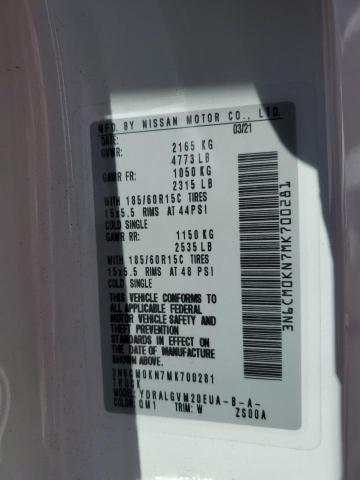 MFD. BY NISSAN MOTOR CO., LTD.
DATE: 03/21
GVWR: 2165 KG
4773 LB
GAWR FR: 1050 KG
2315 LB
WITH 185/60R15C TIRES
15x5.5 RIMS AT 44PSI
COLD SINGLE
GAWR RR: 1150 KG
2535 LB
WITH 185/60R15C TIRES
15x5.5 RIMS AT 48 PSI
COLD SINGLE
THIS VEHICLE CONFORMS TO
ALL APPLICABLE FEDERAL
MOTOR VEHICLE SAFETY
AND THEFT PREVENTION
STANDARDS IN EFFECT
ON THE DATE OF
MANUFACTURE SHOWN
ABOVE.
3N6CM0KN7MK700281
TRUCK
MODEL: YDRALGVM20EUA-B-A-
COLOR: QM1 TRIM: W ZS00A
3N6CM0KN7MK700281